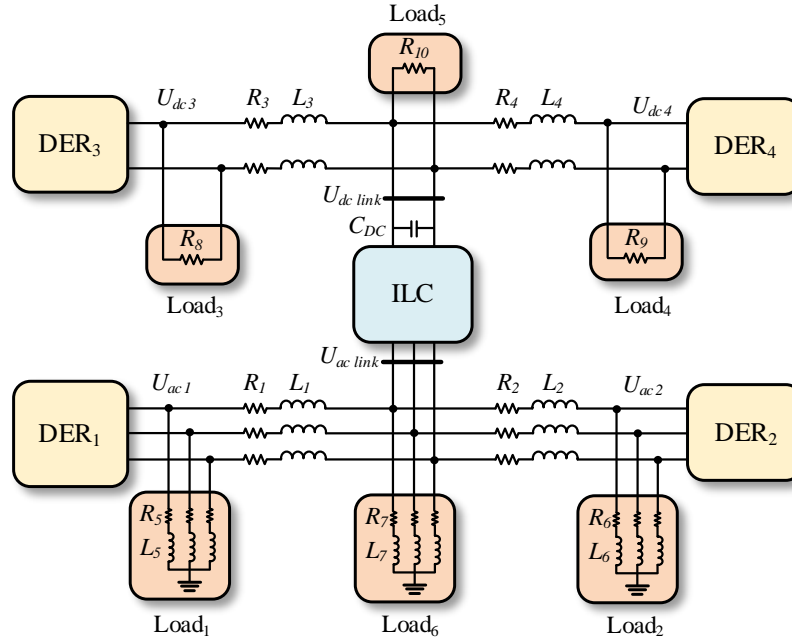 Load5
R10
Udc3 R3 L3 R4 L4 Udc4
DER3
DER4
Udc link
CDC
R8
R9
ILC
Load3
Load4
Uac link
Uac1 R1 L1 R2 L2 Uac2
DER1
DER2
R5
R7
R6
L5
L7
L6
Load1
Load6
Load2